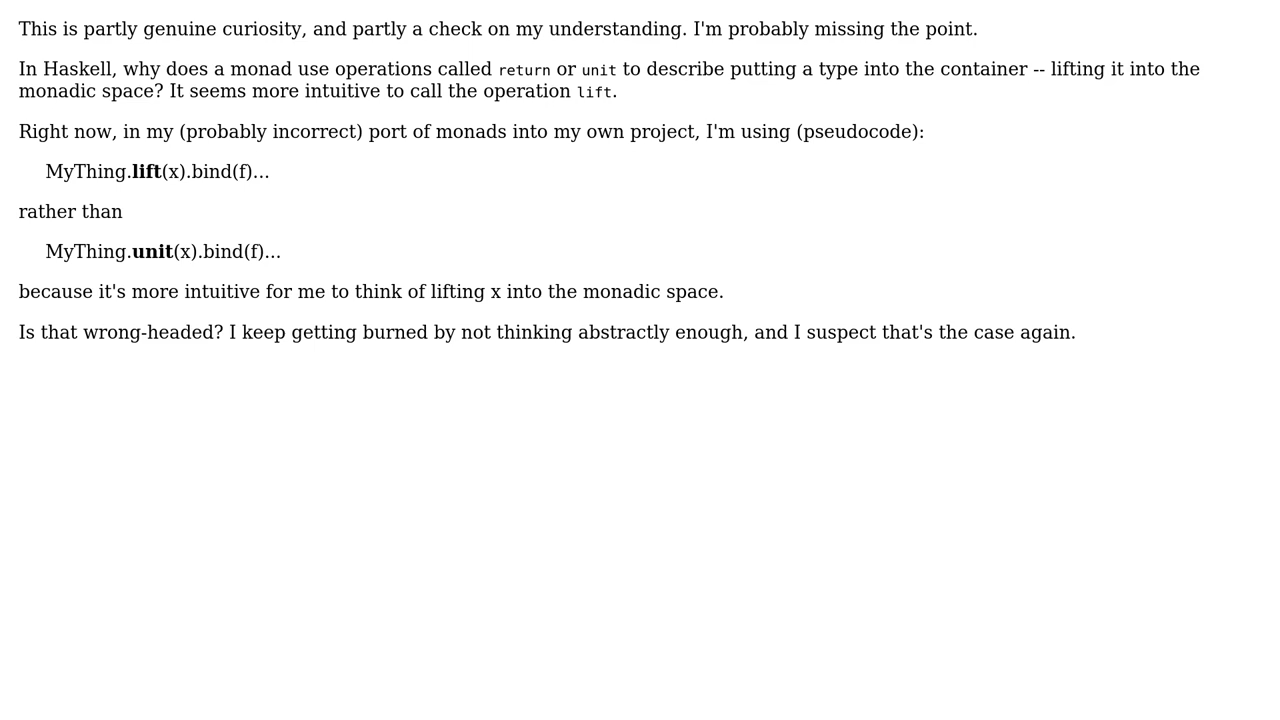 This is partly genuine curiosity, and partly a check on my understanding. I'm probably missing the point.
In Haskell, why does a monad use operations called return or unit to describe putting a type into the container -- lifting it into the
monadic space? It seems more intuitive to call the operation lift.
Right now, in my (probably incorrect) port of monads into my own project, I'm using (pseudocode):
MyThing.lift(x).bind(f)...
rather than
MyThing.unit(x).bind(f)...
because it's more intuitive for me to think of lifting x into the monadic space.
Is that wrong-headed? I keep getting burned by not thinking abstractly enough, and I suspect that's the case again.